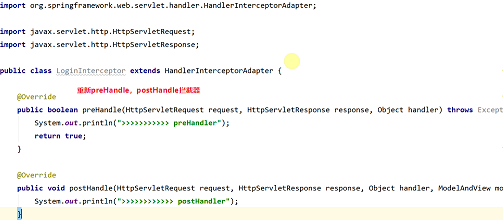 import org.springframework.web.servlet.handler.HandlerInterceptorAdapter;
import javax.servlet.http.HttpServletRequest;
import javax.servlet.http.HttpServletResponse;
public class LoginInterceptor extends HandlerInterceptorAdapter {
重新preHandle，postHandle拦截器
@Override
public boolean preHandle(HttpServletRequest request, HttpServletResponse response, Object handler) throws Except
System.out.println(">>>>>>>>>>> preHandler");
return true;
}
@Override
public void postHandle(HttpServletRequest request, HttpServletResponse response, Object handler, ModelAndView mo
System.out.println(">>>>>>>>>>>> postHandler");
}